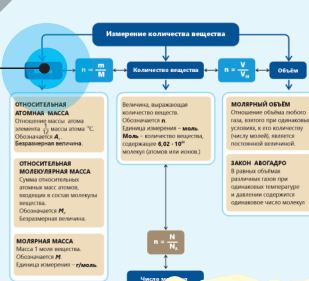 Измерение количества вещества
n = m/M
Количество вещества
n = V/Vₙ
Объём
ОТНОСИТЕЛЬНАЯ
АТОМНАЯ МАССА
Отношение массы атома
элемента к 1/12 массы атома ¹²C.
Обозначается A.
Безразмерная величина.
ОТНОСИТЕЛЬНАЯ
МОЛЕКУЛЯРНАЯ МАССА
Сумма относительных
атомных масс атомов,
входящих в состав молекулы
вещества.
Обозначается Mᵣ
Безразмерная величина.
МОЛЯРНАЯ МАССА
Масса 1 моля вещества.
Обозначается M.
Единица измерения – г/моль.
Величина, выражающая
количество веществ.
Обозначается n.
Единица измерения – моль.
Моль – количество вещества,
содержащее 6,02 · 10²³
молекул (атомов или ионов.)
n = N/Nₐ
Число
МОЛЯРНЫЙ ОБЪЁМ
Отношение объёма любого
газа, взятого при одинаковых
условиях, к его количеству
(числу молей), является
постоянной величиной.
ЗАКОН АВОГАДРО
В равных объёмах
различных газов при
одинаковых температуре
и давлении содержится
одинаковое число молекул